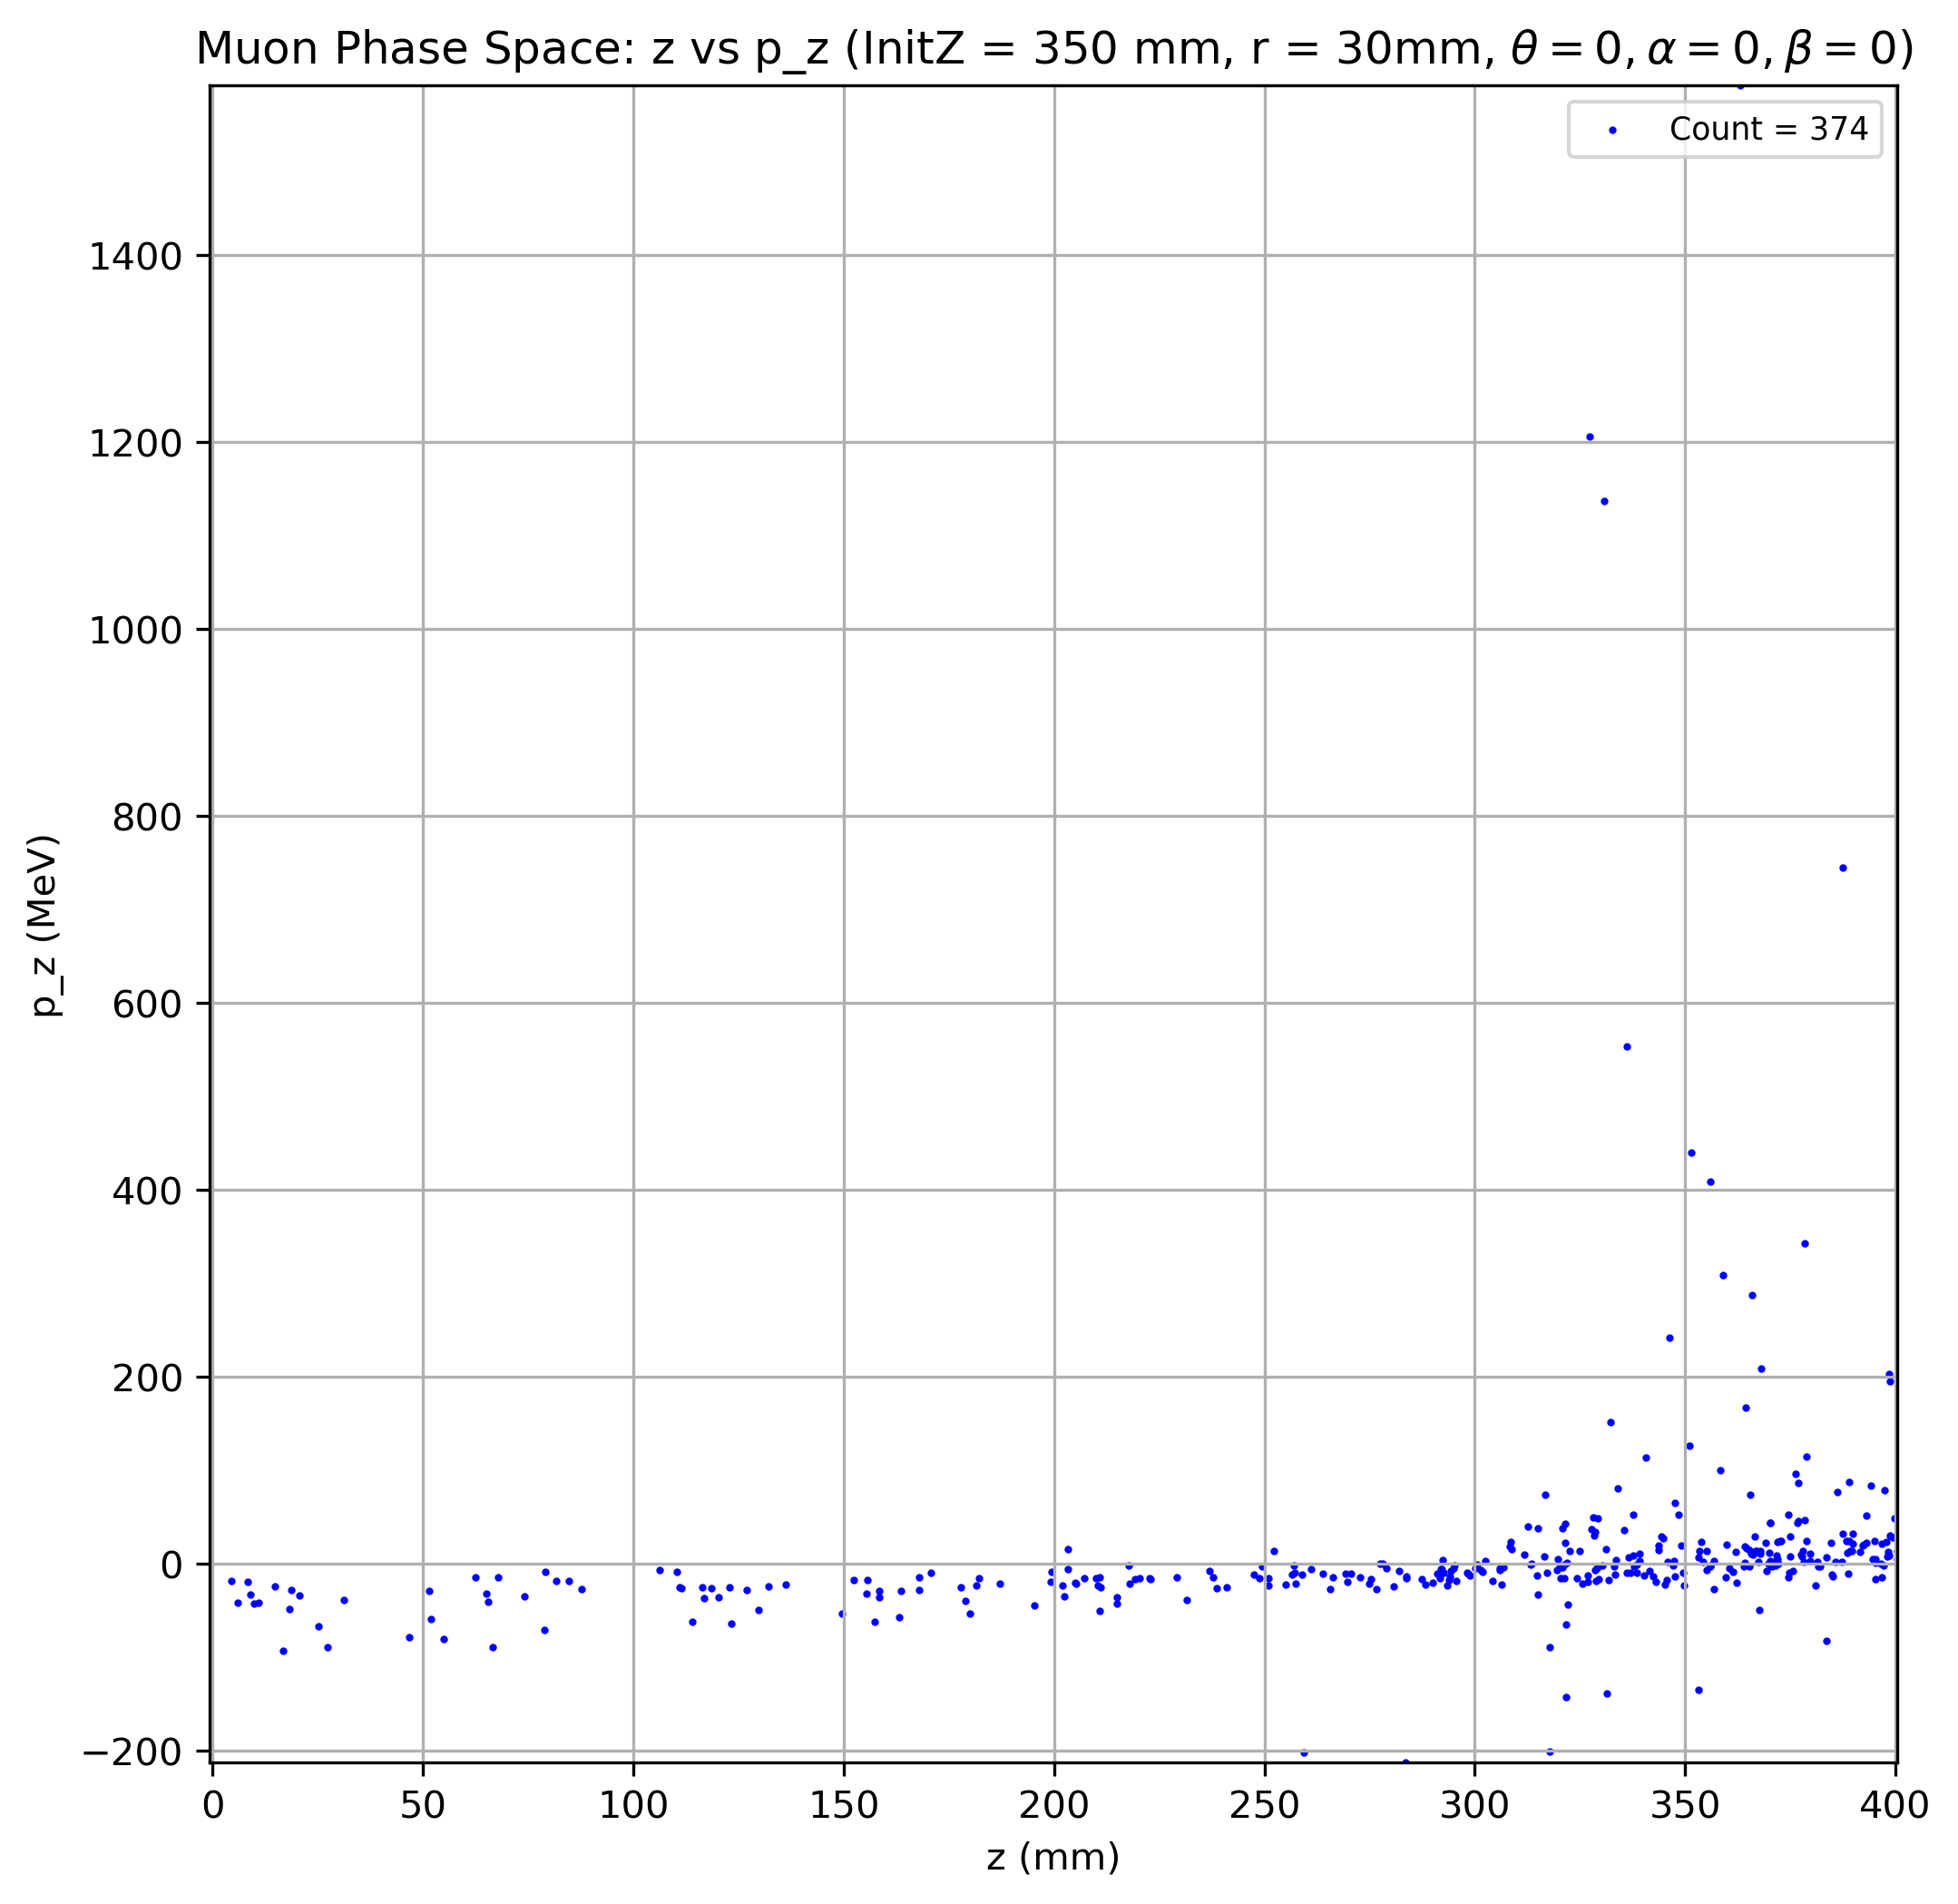 Muon Phase Space: z vs p_z (InitZ = 350 mm, r = 30mm, θ = 0, α = 0, β = 0)
Count = 374
1400
1200
1000
800
600
400
200
0
−200
p_z (MeV)
0 50 100 150 200 250 300 350 400
z (mm)